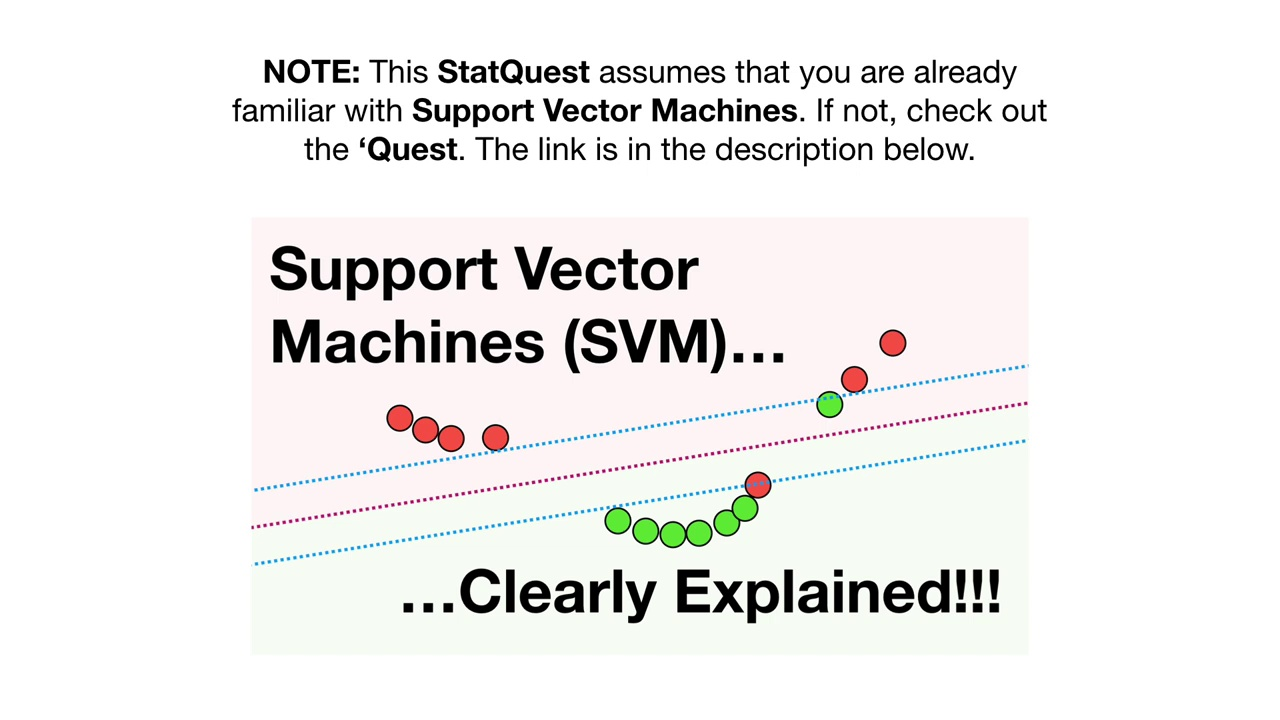 NOTE: This StatQuest assumes that you are already
familiar with Support Vector Machines. If not, check out
the ‘Quest. The link is in the description below.
Support Vector
Machines (SVM)…
…Clearly Explained!!!